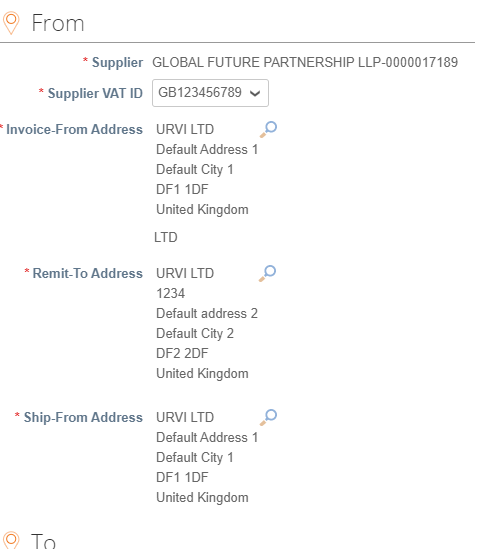 From
* Supplier GLOBAL FUTURE PARTNERSHIP LLP-0000017189
* Supplier VAT ID GB123456789
* Invoice-From Address URVI LTD
Default Address 1
Default City 1
DF1 1DF
United Kingdom
LTD
* Remit-To Address URVI LTD
1234
Default address 2
Default City 2
DF2 2DF
United Kingdom
* Ship-From Address URVI LTD
Default Address 1
Default City 1
DF1 1DF
United Kingdom
To